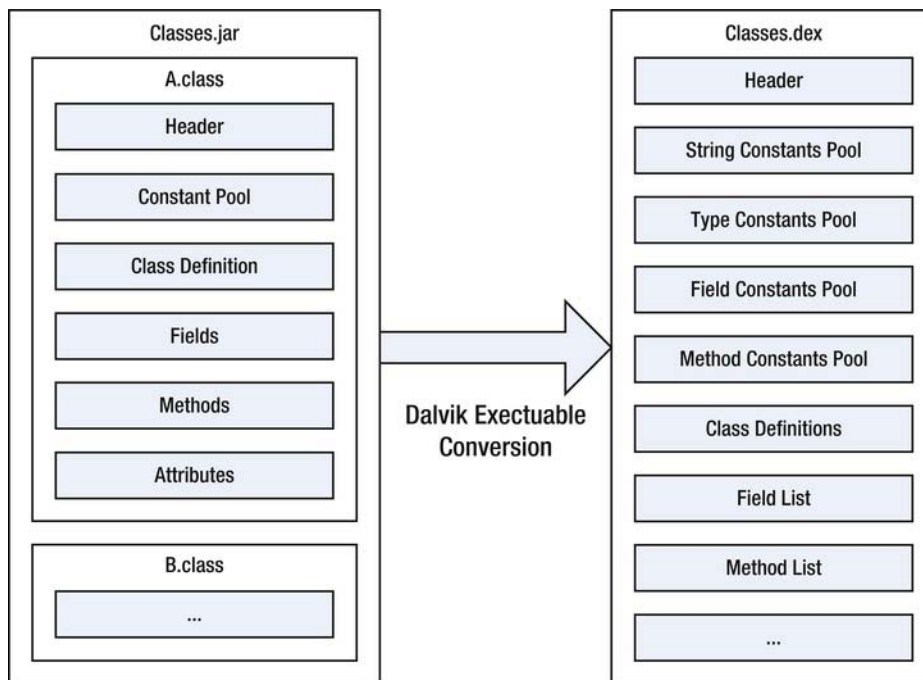 Classes.jar
A.class
Header
Constant Pool
Class Definition
Fields
Methods
Attributes
B.class
...
Dalvik Exectuable
Conversion
Classes.dex
Header
String Constants Pool
Type Constants Pool
Field Constants Pool
Method Constants Pool
Class Definitions
Field List
Method List
...